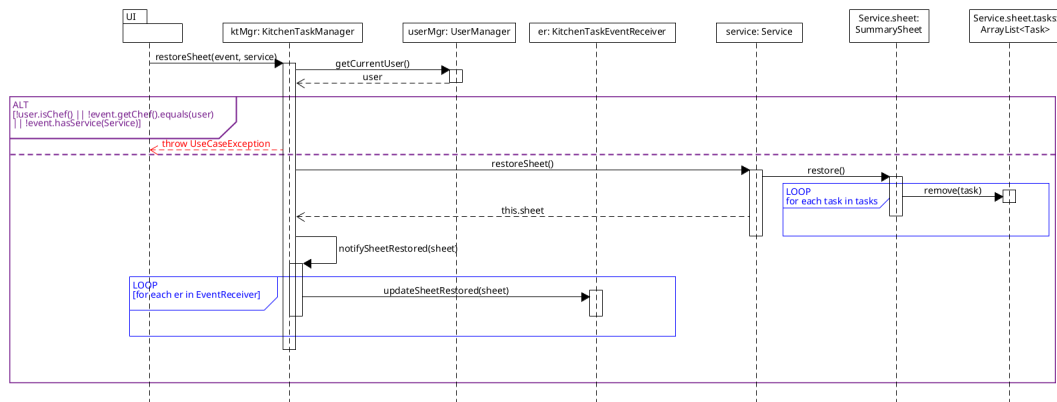 UI
ktMgr: KitchenTaskManager
userMgr: UserManager
er: KitchenTaskEventReceiver
service: Service
Service.sheet:
SummarySheet
Service.sheet.tasks:
ArrayList<Task>
restoreSheet(event, service)
getCurrentUser()
user
ALT
[!user.isChef() || !event.getChef().equals(user)
|| !event.hasService(Service)]
throw UseCaseException
restoreSheet()
restore()
LOOP
for each task in tasks
remove(task)
this.sheet
notifySheetRestored(sheet)
LOOP
[for each er in EventReceiver]
updateSheetRestored(sheet)